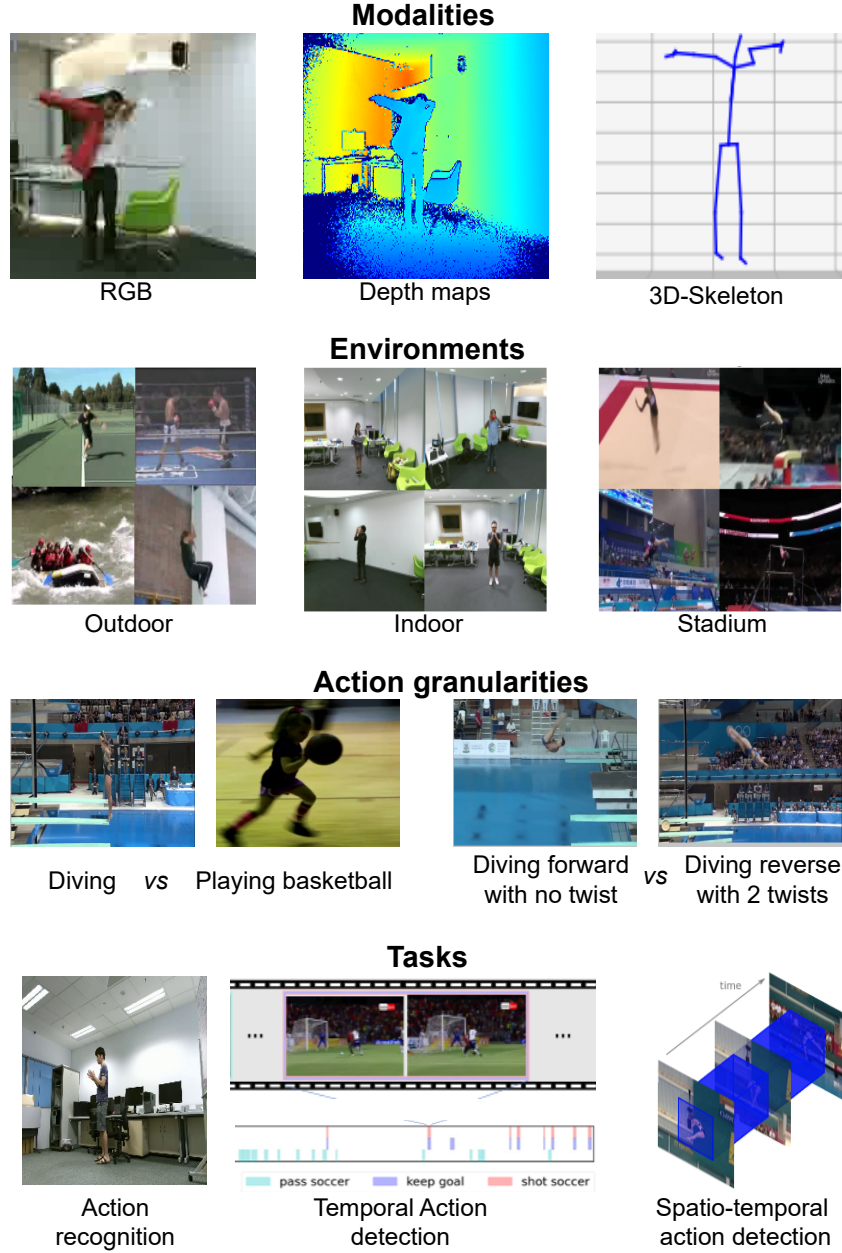 Modalities
RGB
Depth maps
3D-Skeleton
Environments
Outdoor
Indoor
Stadium
Action granularities
Diving vs Playing basketball
Diving forward
with no twist
vs
Diving reverse
with 2 twists
Tasks
time
...
...
pass soccer
keep goal
shot soccer
Action
recognition
Temporal Action
detection
Spatio-temporal
action detection